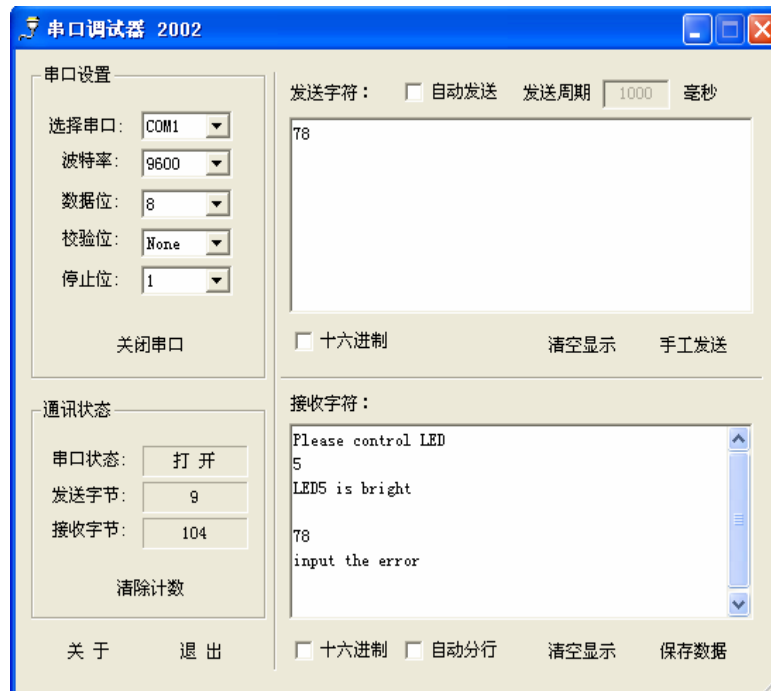 串口调试器 2002
串口设置
选择串口: COM1
波特率: 9600
数据位: 8
校验位: None
停止位: 1
关闭串口
通讯状态
串口状态: 打 开
发送字节: 9
接收字节: 104
清除计数
关 于 退 出
发送字符: 自动发送 发送周期 1000 毫秒
78
十六进制 清空显示 手工发送
接收字符:
Please control LED
5
LED5 is bright
78
input the error
十六进制 自动分行 清空显示 保存数据